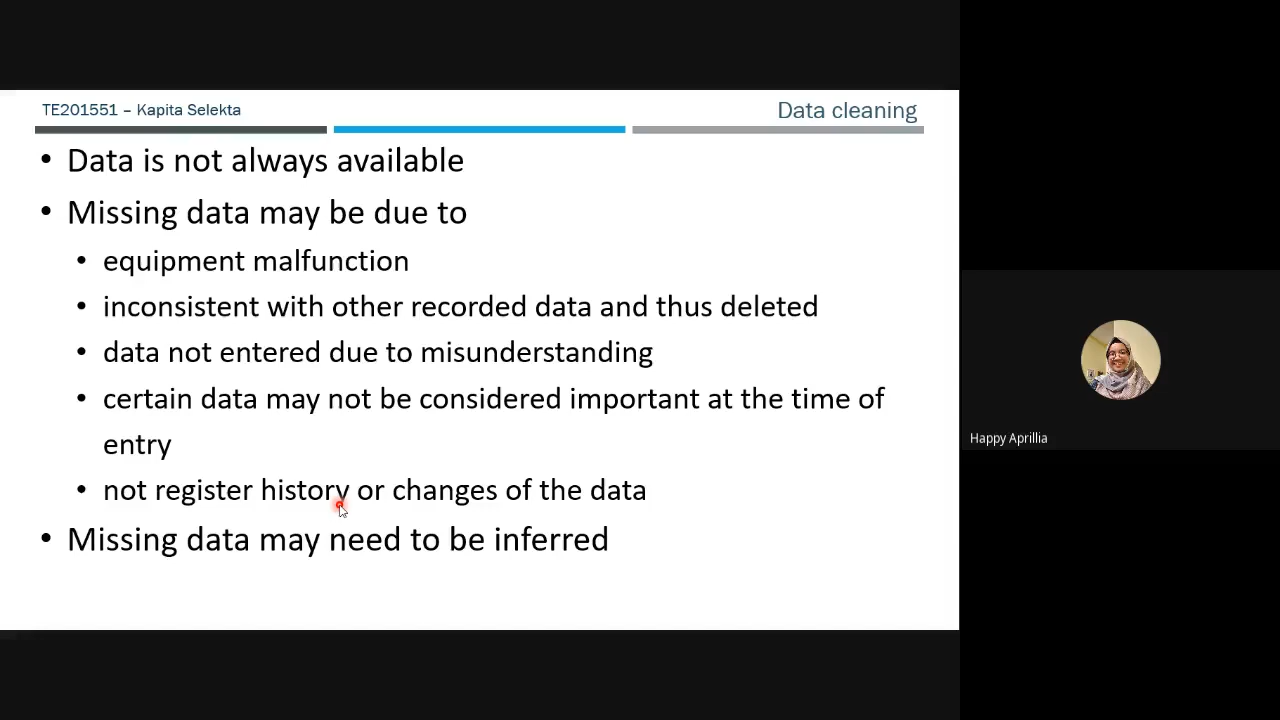 TE201551 – Kapita Selekta
Data cleaning
• Data is not always available
• Missing data may be due to
• equipment malfunction
• inconsistent with other recorded data and thus deleted
• data not entered due to misunderstanding
• certain data may not be considered important at the time of
entry
• not register history or changes of the data
• Missing data may need to be inferred
Happy Aprillia